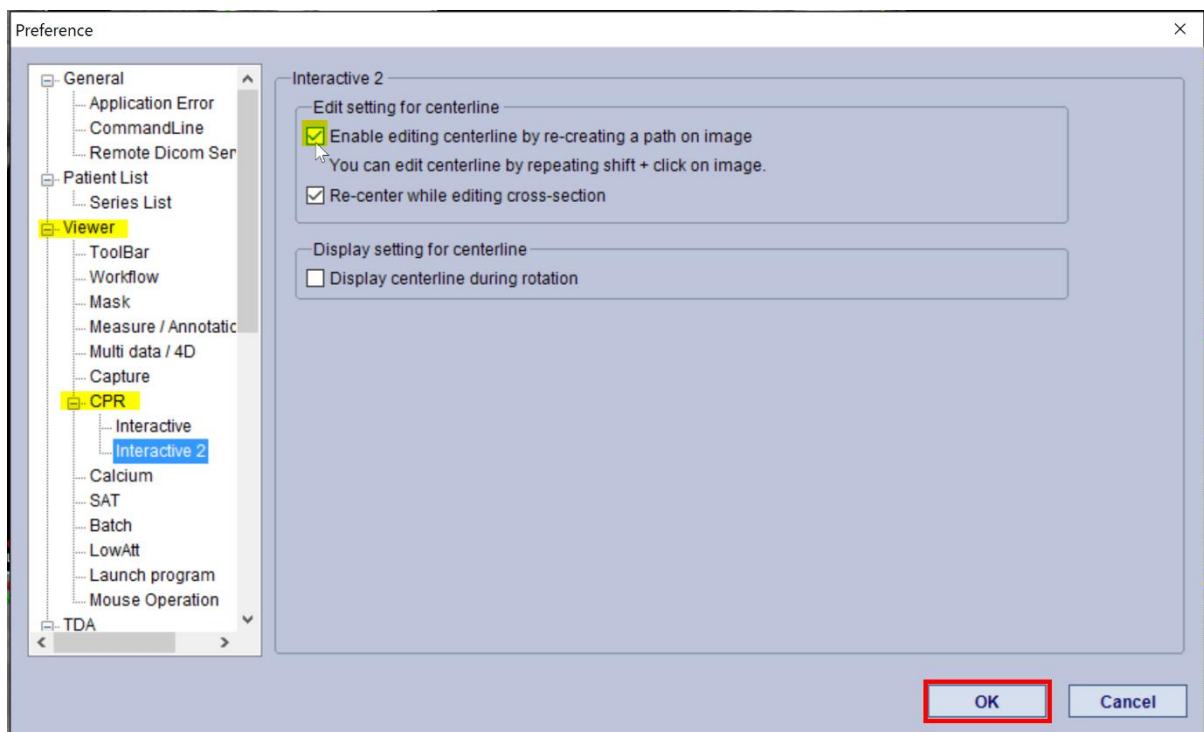 Preference
General
Application Error
CommandLine
Remote Dicom Ser
Patient List
Series List
Viewer
ToolBar
Workflow
Mask
Measure / Annotatic
Multi data / 4D
Capture
CPR
Interactive
Interactive 2
Calcium
SAT
Batch
LowAtt
Launch program
Mouse Operation
TDA
Interactive 2
Edit setting for centerline
Enable editing centerline by re-creating a path on image
You can edit centerline by repeating shift + click on image.
Re-center while editing cross-section
Display setting for centerline
Display centerline during rotation
OK
Cancel